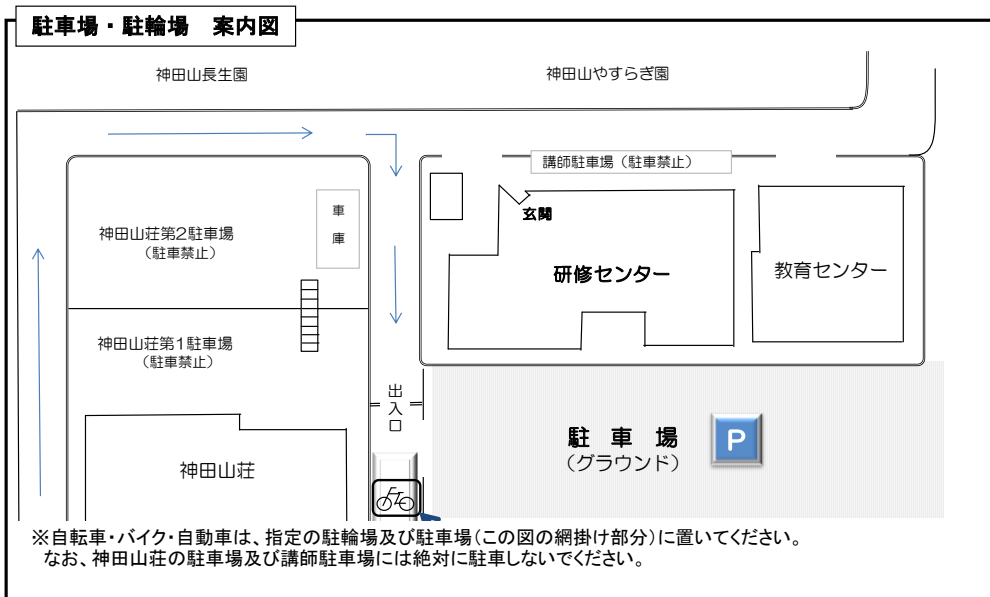 駐車場・駐輪場　案内図
神田山長生園
神田山やすらぎ園
講師駐車場（駐車禁止）
玄関
車庫
神田山荘第２駐車場
（駐車禁止）
研修センター
教育センター
神田山荘第１駐車場
（駐車禁止）
出入口
駐　車　場
（グラウンド）
P
神田山荘
※自転車・バイク・自動車は、指定の駐輪場及び駐車場（この図の網掛け部分）に置いてください。
なお、神田山荘の駐車場及び講師駐車場には絶対に駐車しないでください。